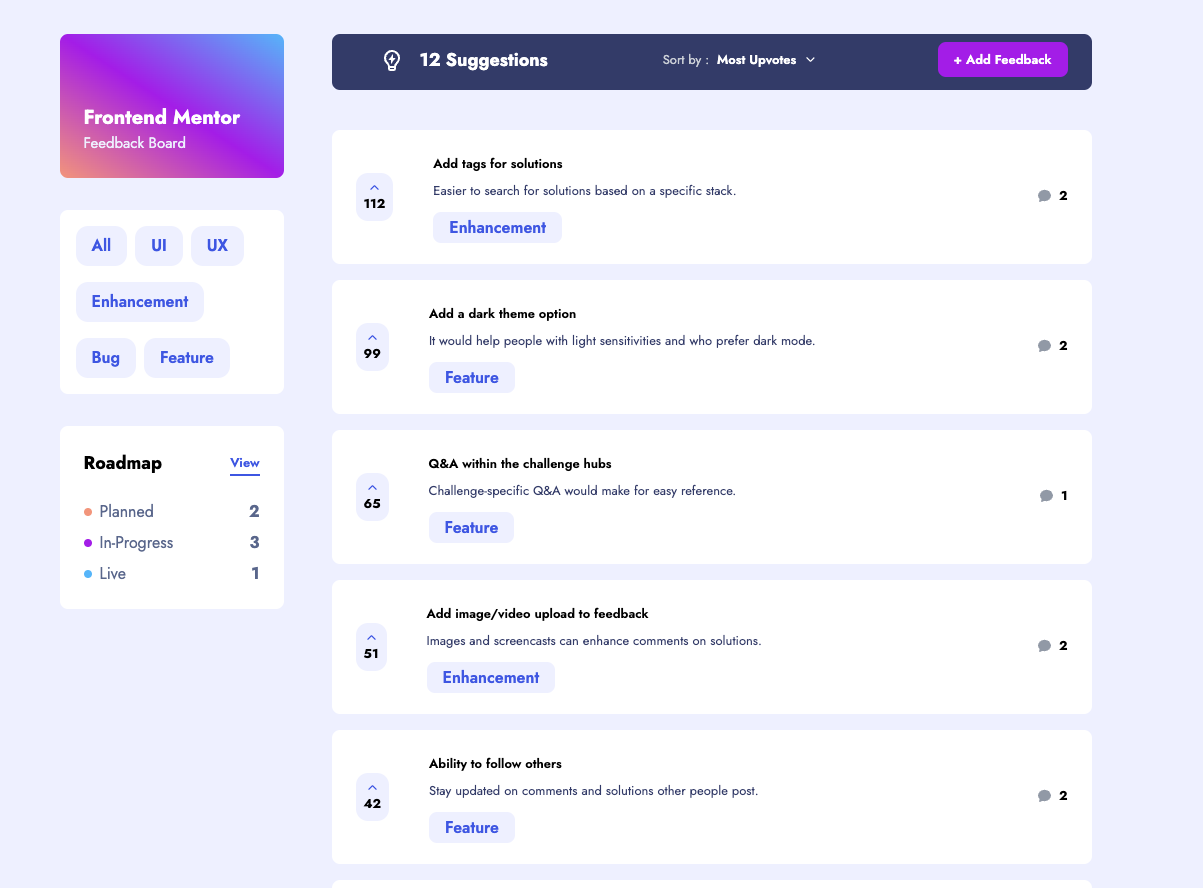 Frontend Mentor
Feedback Board
All UI UX
Enhancement
Bug Feature
Roadmap View
Planned 2
In-Progress 3
Live 1
12 Suggestions Sort by : Most Upvotes + Add Feedback
Add tags for solutions
112 Easier to search for solutions based on a specific stack. 2
Enhancement
Add a dark theme option
99 It would help people with light sensitivities and who prefer dark mode. 2
Feature
Q&A within the challenge hubs
65 Challenge-specific Q&A would make for easy reference. 1
Feature
Add image/video upload to feedback
51 Images and screencasts can enhance comments on solutions. 2
Enhancement
Ability to follow others
42 Stay updated on comments and solutions other people post. 2
Feature